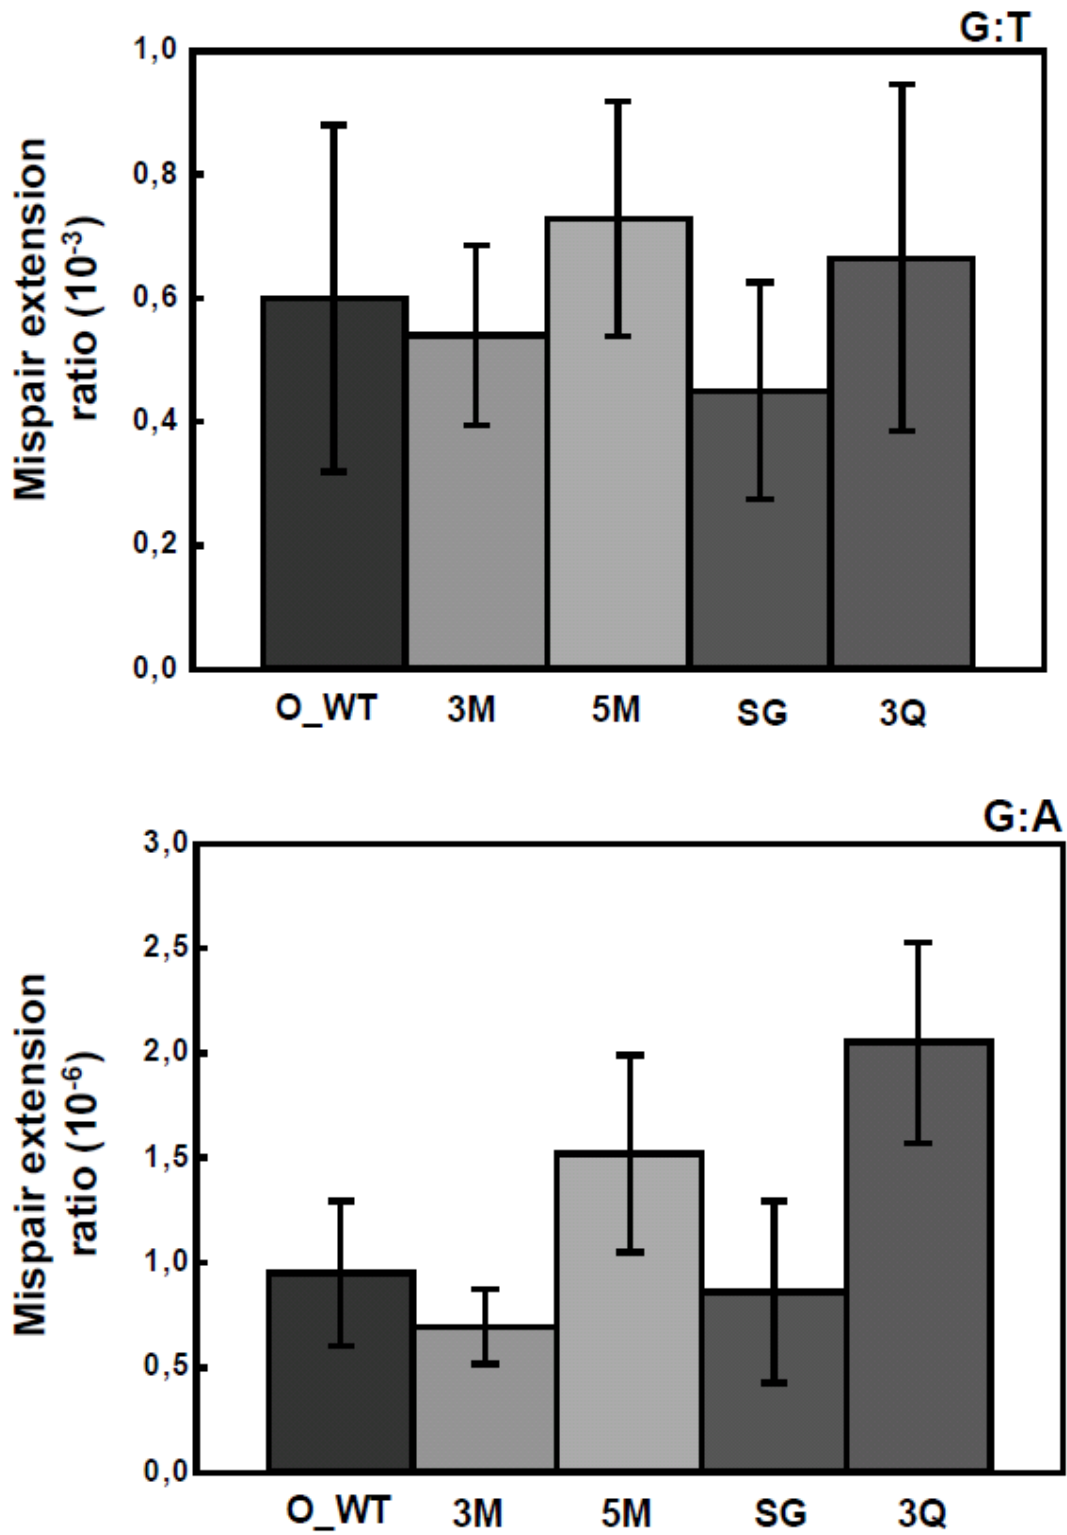 G:T
Mispair extension
ratio (10⁻³)
1,0
0,8
0,6
0,4
0,2
0,0
O_WT 3M 5M SG 3Q
G:A
Mispair extension
ratio (10⁻⁶)
3,0
2,5
2,0
1,5
1,0
0,5
0,0
O_WT 3M 5M SG 3Q